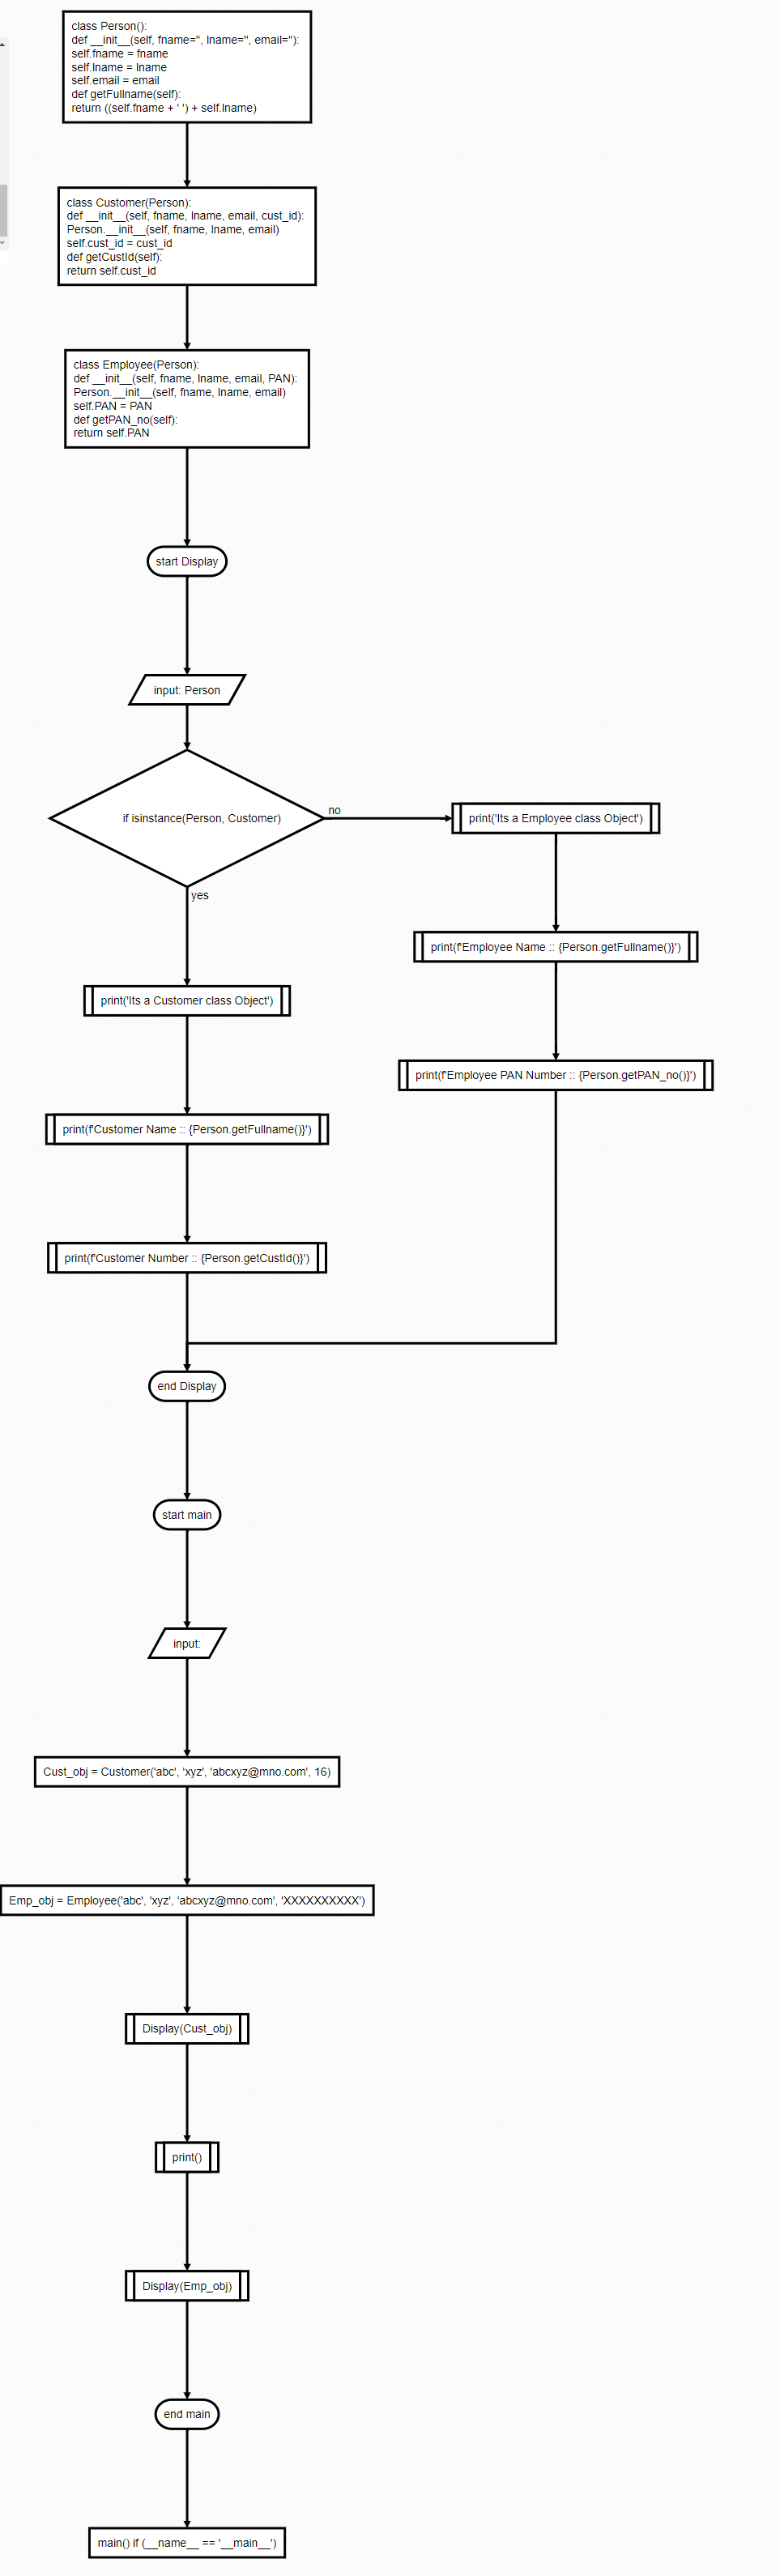 class Person():
def __init__(self, fname='', lname='', email=''):
self.fname = fname
self.lname = lname
self.email = email
def getFullname(self):
return ((self.fname + ' ') + self.lname)
class Customer(Person):
def __init__(self, fname, lname, email, cust_id):
Person.__init__(self, fname, lname, email)
self.cust_id = cust_id
def getCustId(self):
return self.cust_id
class Employee(Person):
def __init__(self, fname, lname, email, PAN):
Person.__init__(self, fname, lname, email)
self.PAN = PAN
def getPAN_no(self):
return self.PAN
start Display
input: Person
if isinstance(Person, Customer)
no
print('Its a Employee class Object')
yes
print(f'Employee Name :: {Person.getFullname()}')
print('Its a Customer class Object')
print(f'Employee PAN Number :: {Person.getPAN_no()}')
print(f'Customer Name :: {Person.getFullname()}')
print(f'Customer Number :: {Person.getCustId()}')
end Display
start main
input:
Cust_obj = Customer('abc', 'xyz', 'abcxyz@mno.com', 16)
Emp_obj = Employee('abc', 'xyz', 'abcxyz@mno.com', 'XXXXXXXXXX')
Display(Cust_obj)
print()
Display(Emp_obj)
end main
main() if (__name__ == '__main__')